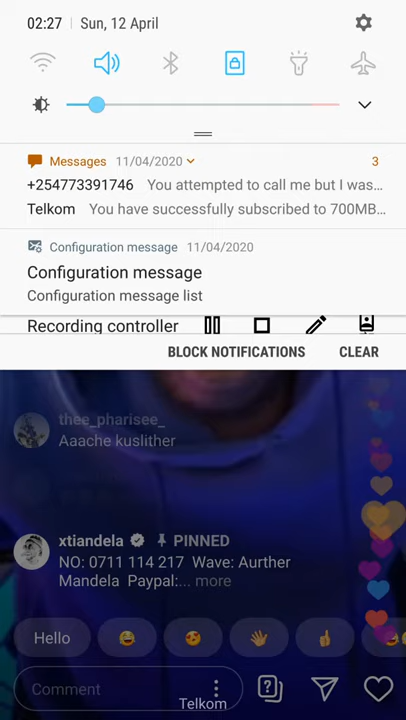 02:27 | Sun, 12 April
Messages 11/04/2020 3
+254773391746 You attempted to call me but I was...
Telkom You have successfully subscribed to 700MB...
Configuration message 11/04/2020
Configuration message
Configuration message list
Recording controller
BLOCK NOTIFICATIONS CLEAR
thee_pharisee_
Aaache kuslither
xtiandela PINNED
NO: 0711 114 217 Wave: Aurther
Mandela Paypal:... more
Hello
Comment
Telkom